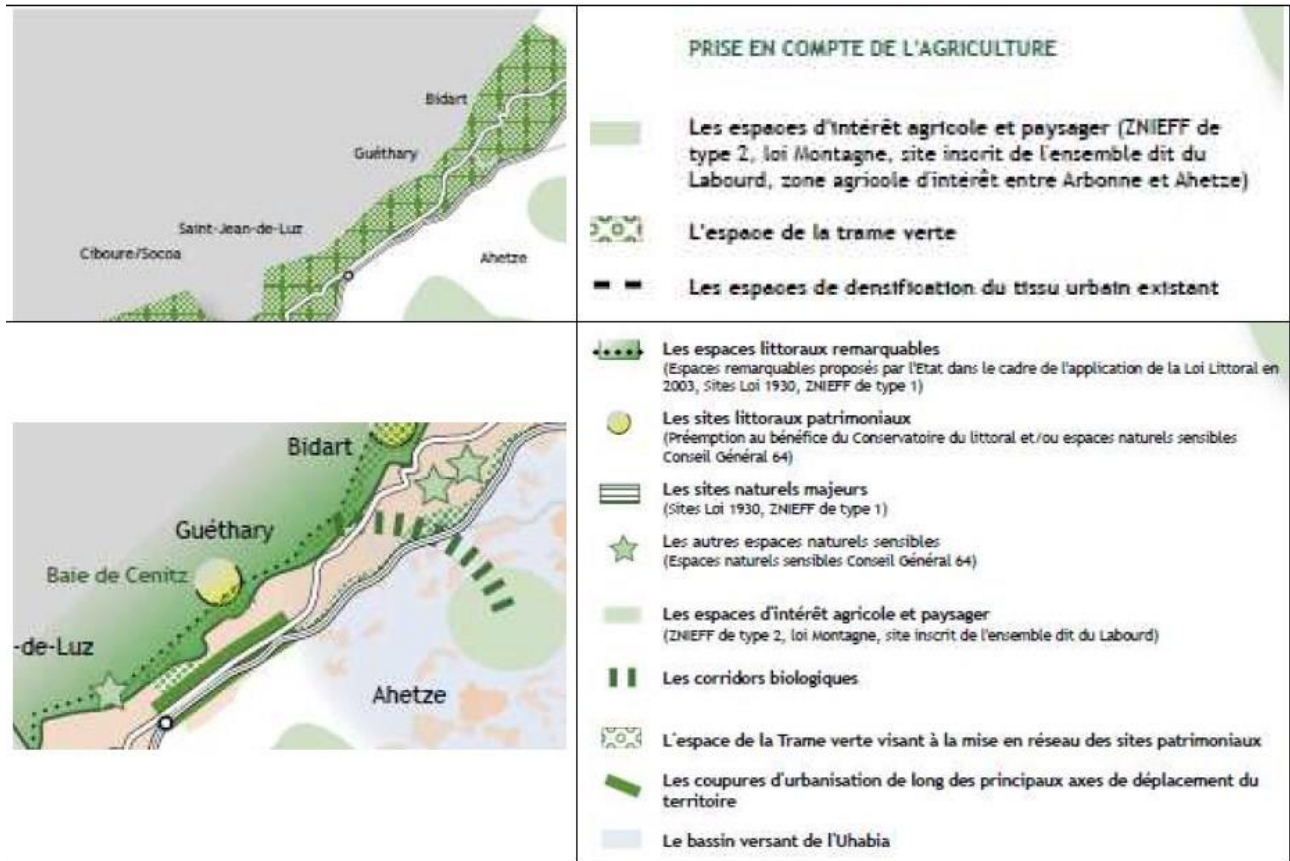 Bidart
Guéthary
Saint-Jean-de-Luz
Ciboure/Socoa
Ahetze
PRISE EN COMPTE DE L'AGRICULTURE
Les espaces d'intérêt agricole et paysager (ZNIEFF de
type 2, loi Montagne, site inscrit de l'ensemble dit du
Labourd, zone agricole d'intérêt entre Arbonne et Ahetze)
L'espace de la trame verte
Les espaces de densification du tissu urbain existant
Bidart
Guéthary
Baie de Cenitz
-de-Luz
Ahetze
Les espaces littoraux remarquables
(Espaces remarquables proposés par l'Etat dans le cadre de l'application de la Loi Littoral en
2003, Sites Loi 1930, ZNIEFF de type 1)
Les sites littoraux patrimoniaux
(Préemption au bénéfice du Conservatoire du littoral et/ou espaces naturels sensibles
Conseil Général 64)
Les sites naturels majeurs
(Sites Loi 1930, ZNIEFF de type 1)
Les autres espaces naturels sensibles
(Espaces naturels sensibles Conseil Général 64)
Les espaces d'intérêt agricole et paysager
(ZNIEFF de type 2, loi Montagne, site inscrit de l'ensemble dit du Labourd)
Les corridors biologiques
L'espace de la Trame verte visant à la mise en réseau des sites patrimoniaux
Les coupures d'urbanisation de long des principaux axes de déplacement du
territoire
Le bassin versant de l'Uhabia